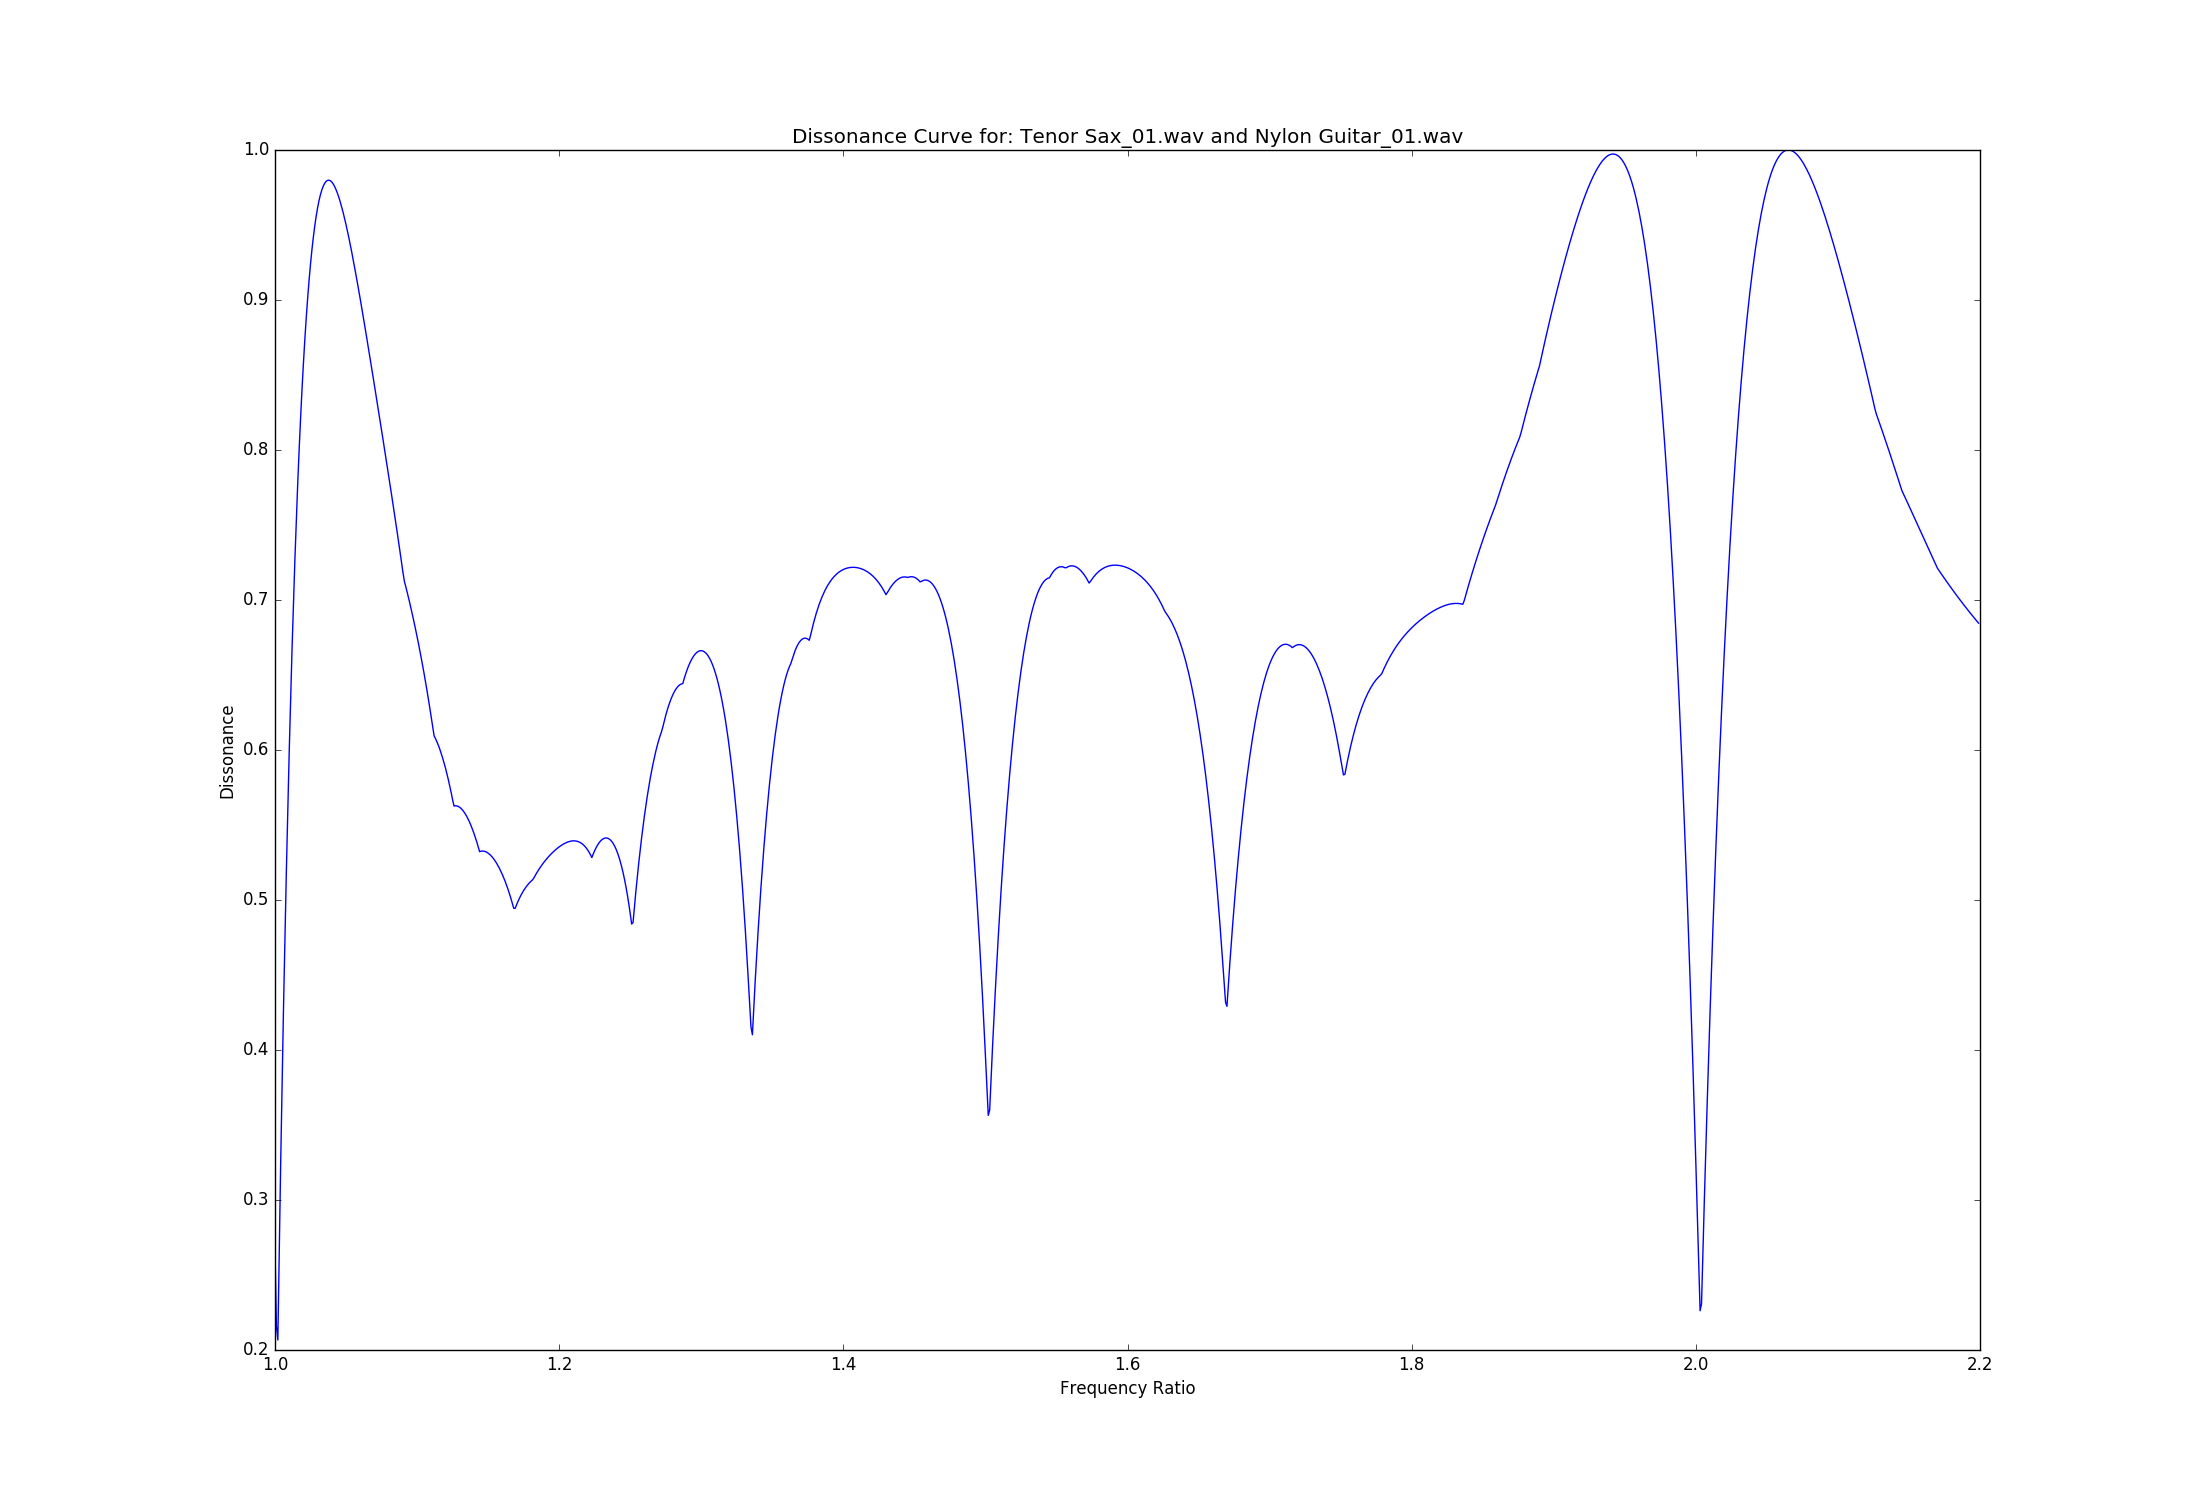 Dissonance Curve for: Tenor Sax_01.wav and Nylon Guitar_01.wav
1.0
0.9
0.8
0.7
0.6
0.5
0.4
0.3
0.2
Dissonance
1.0 1.2 1.4 1.6 1.8 2.0 2.2
Frequency Ratio